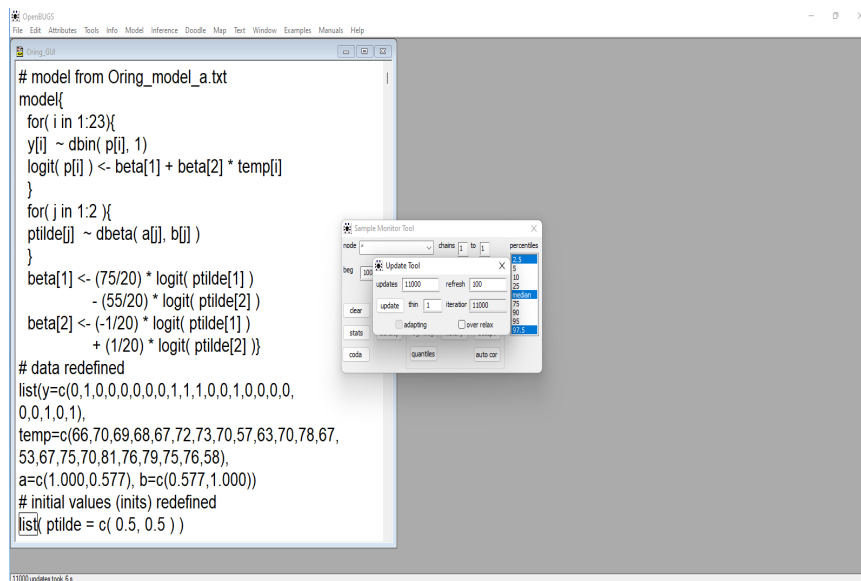 OpenBUGS
File Edit Attributes Tools Info Model Inference Doodle Map Text Window Examples Manuals Help
Oring_GUI
# model from Oring_model_a.txt
model{
for( i in 1:23){
y[i] ~ dbin( p[i], 1)
logit( p[i] ) <- beta[1] + beta[2] * temp[i]
}
for( j in 1:2 ){
ptilde[j] ~ dbeta( a[j], b[j] )
}
beta[1] <- (75/20) * logit( ptilde[1] )
- (55/20) * logit( ptilde[2] )
beta[2] <- (-1/20) * logit( ptilde[1] )
+ (1/20) * logit( ptilde[2] )}
# data redefined
list(y=c(0,1,0,0,0,0,0,0,1,1,1,0,0,1,0,0,0,0,
0,0,1,0,1),
temp=c(66,70,69,68,67,72,73,70,57,63,70,78,67,
53,67,75,70,81,76,79,75,76,58),
a=c(1.000,0.577), b=c(0.577,1.000))
# initial values (inits) redefined
list( ptilde = c( 0.5, 0.5 ) )
Sample Monitor Tool
node * chains 1 to 1 percentiles
beg 100
2.5
5
10
25
median
75
90
95
97.5
clear
stats
coda quantiles auto cor
Update Tool
updates 11000 refresh 100
update thin 1 iteration 11000
adapting over relax
11000 updates took 6 s